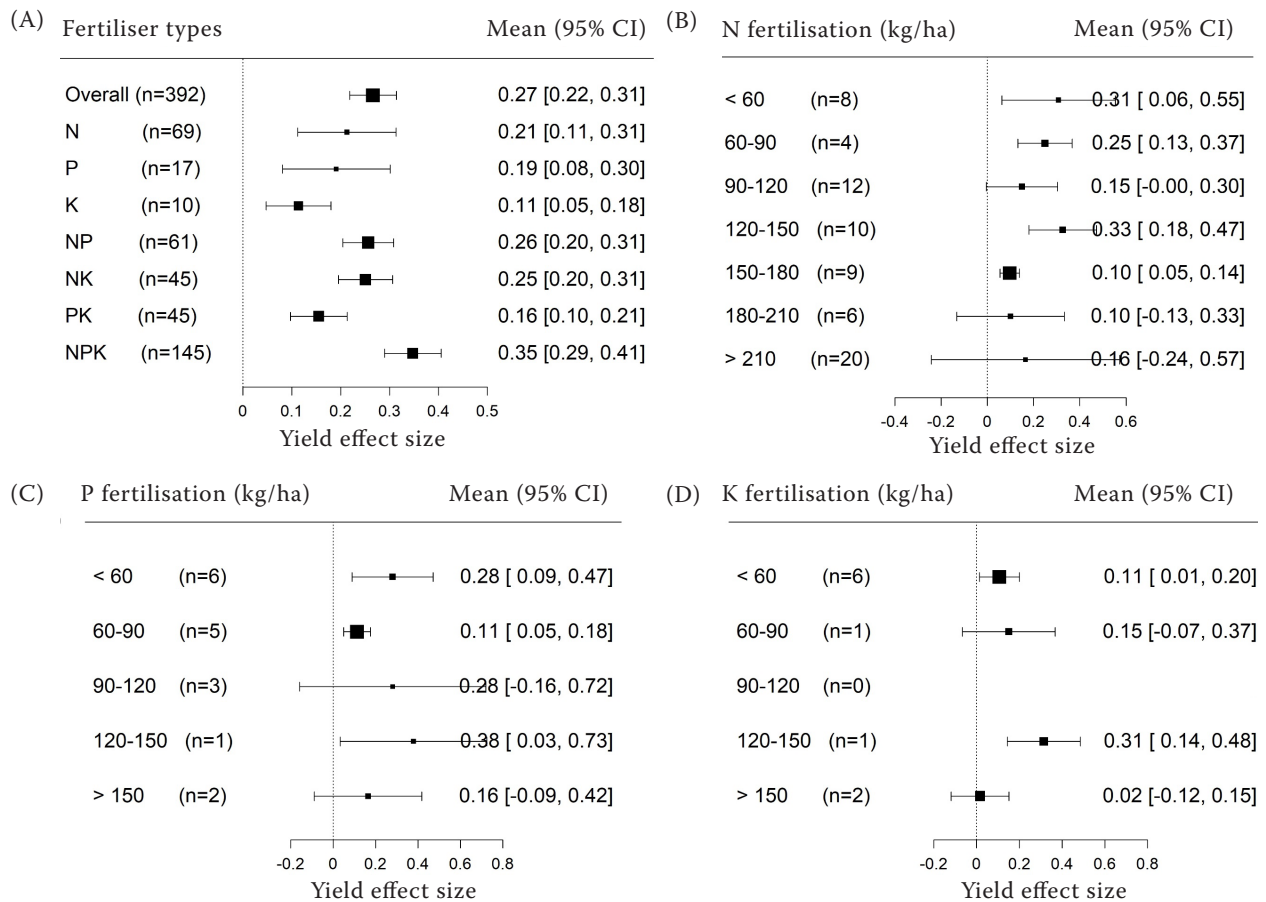 (A) Fertiliser types Mean (95% CI)
Overall (n=392) 0.27 [0.22, 0.31]
N (n=69) 0.21 [0.11, 0.31]
P (n=17) 0.19 [0.08, 0.30]
K (n=10) 0.11 [0.05, 0.18]
NP (n=61) 0.26 [0.20, 0.31]
NK (n=45) 0.25 [0.20, 0.31]
PK (n=45) 0.16 [0.10, 0.21]
NPK (n=145) 0.35 [0.29, 0.41]
0 0.1 0.2 0.3 0.4 0.5
Yield effect size
(B) N fertilisation (kg/ha) Mean (95% CI)
< 60 (n=8) 0.31 [ 0.06, 0.55]
60-90 (n=4) 0.25 [ 0.13, 0.37]
90-120 (n=12) 0.15 [-0.00, 0.30]
120-150 (n=10) 0.33 [ 0.18, 0.47]
150-180 (n=9) 0.10 [ 0.05, 0.14]
180-210 (n=6) 0.10 [-0.13, 0.33]
> 210 (n=20) 0.16 [-0.24, 0.57]
-0.4 -0.2 0 0.2 0.4 0.6
Yield effect size
(C) P fertilisation (kg/ha) Mean (95% CI)
< 60 (n=6) 0.28 [ 0.09, 0.47]
60-90 (n=5) 0.11 [ 0.05, 0.18]
90-120 (n=3) 0.28 [-0.16, 0.72]
120-150 (n=1) 0.38 [ 0.03, 0.73]
> 150 (n=2) 0.16 [-0.09, 0.42]
-0.2 0 0.2 0.4 0.6 0.8
Yield effect size
(D) K fertilisation (kg/ha) Mean (95% CI)
< 60 (n=6) 0.11 [ 0.01, 0.20]
60-90 (n=1) 0.15 [-0.07, 0.37]
90-120 (n=0)
120-150 (n=1) 0.31 [ 0.14, 0.48]
> 150 (n=2) 0.02 [-0.12, 0.15]
-0.2 0 0.2 0.4 0.6 0.8
Yield effect size